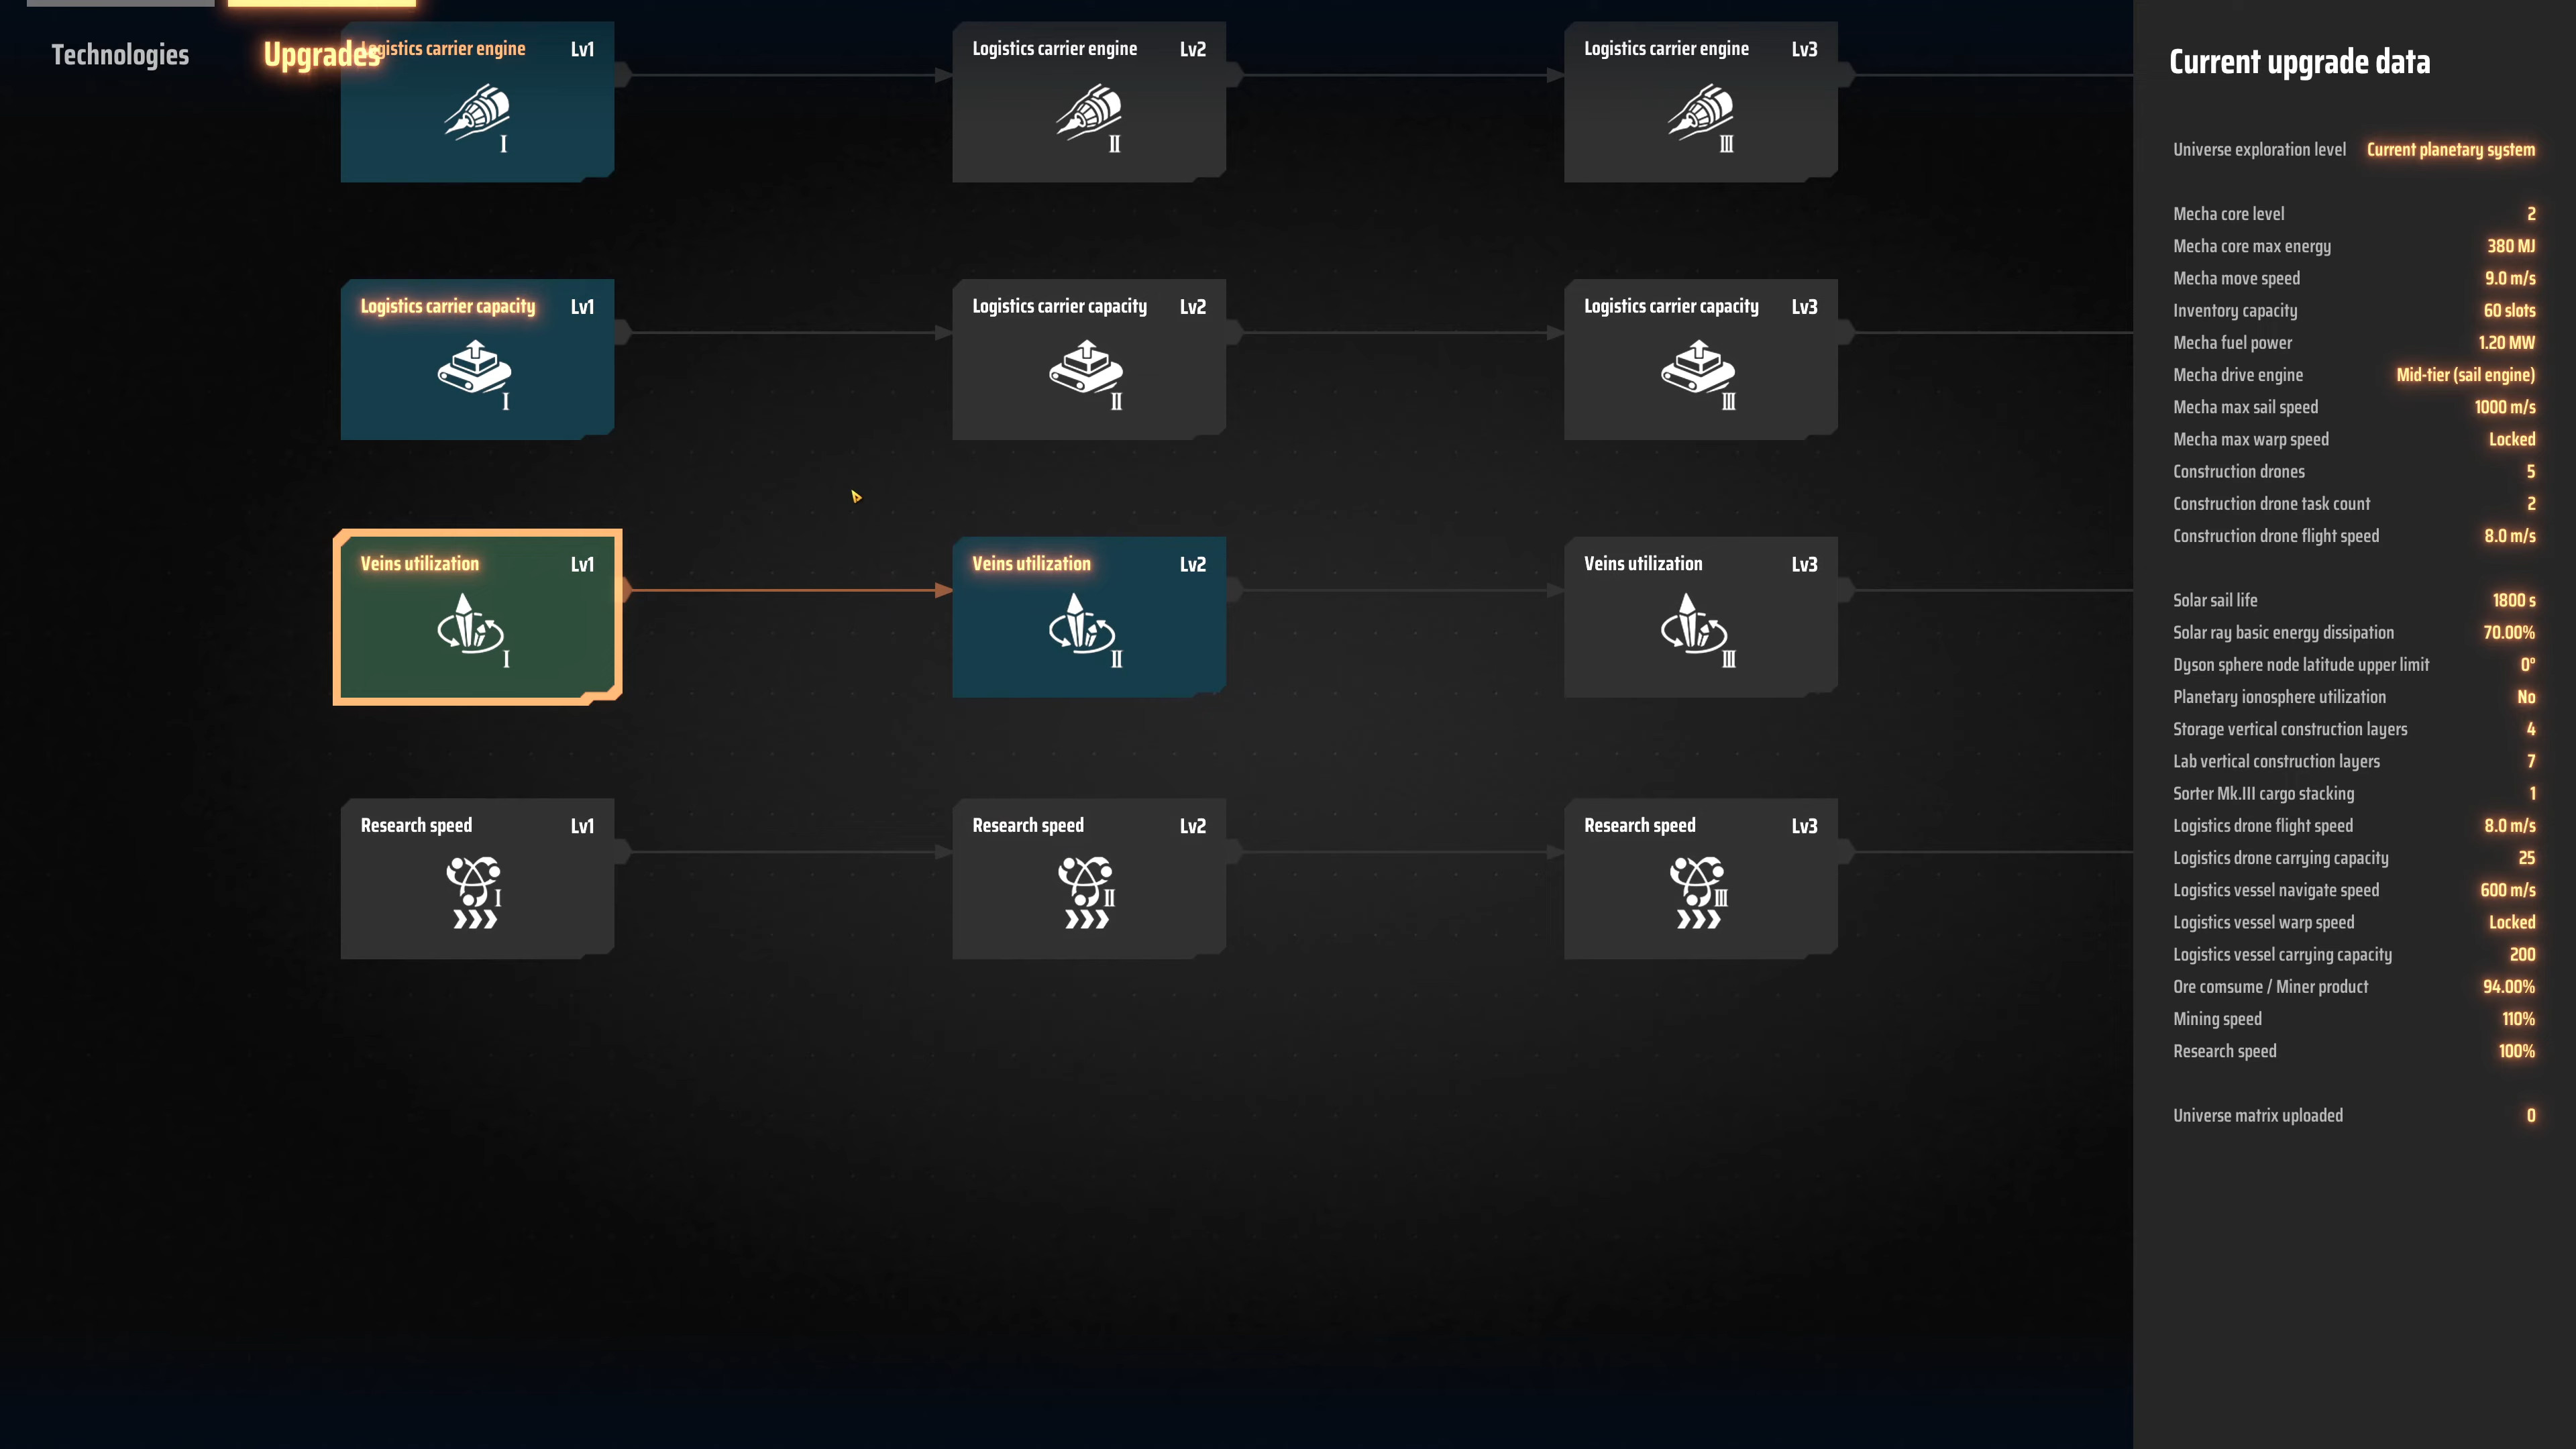 Technologies
Upgrades
Logistics carrier engine Lv1
I
Logistics carrier engine Lv2
II
Logistics carrier engine Lv3
III
Logistics carrier capacity Lv1
I
Logistics carrier capacity Lv2
II
Logistics carrier capacity Lv3
III
Veins utilization Lv1
I
Veins utilization Lv2
II
Veins utilization Lv3
III
Research speed Lv1
I
Research speed Lv2
II
Research speed Lv3
III
Current upgrade data
Universe exploration level Current planetary system
Mecha core level 2
Mecha core max energy 380 MJ
Mecha move speed 9.0 m/s
Inventory capacity 60 slots
Mecha fuel power 1.20 MW
Mecha drive engine Mid-tier (sail engine)
Mecha max sail speed 1000 m/s
Mecha max warp speed Locked
Construction drones 5
Construction drone task count 2
Construction drone flight speed 8.0 m/s
Solar sail life 1800 s
Solar ray basic energy dissipation 70.00%
Dyson sphere node latitude upper limit 0°
Planetary ionosphere utilization No
Storage vertical construction layers 4
Lab vertical construction layers 7
Sorter Mk.III cargo stacking 1
Logistics drone flight speed 8.0 m/s
Logistics drone carrying capacity 25
Logistics vessel navigate speed 600 m/s
Logistics vessel warp speed Locked
Logistics vessel carrying capacity 200
Ore comsume / Miner product 94.00%
Mining speed 110%
Research speed 100%
Universe matrix uploaded 0